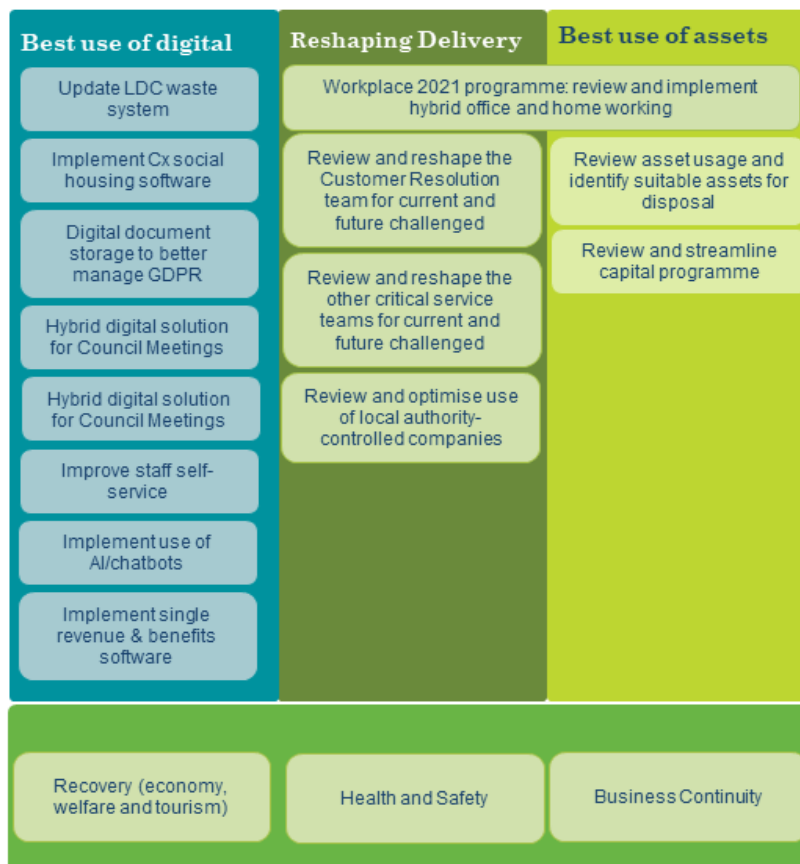 Best use of digital
Update LDC waste
system
Implement Cx social
housing software
Digital document
storage to better
manage GDPR
Hybrid digital solution
for Council Meetings
Hybrid digital solution
for Council Meetings
Improve staff self-
service
Implement use of
AI/chatbots
Implement single
revenue & benefits
software
Reshaping Delivery
Best use of assets
Workplace 2021 programme: review and implement
hybrid office and home working
Review and reshape the
Customer Resolution
team for current and
future challenged
Review and reshape the
other critical service
teams for current and
future challenged
Review and optimise use
of local authority-
controlled companies
Review asset usage and
identify suitable assets for
disposal
Review and streamline
capital programme
Recovery (economy,
welfare and tourism)
Health and Safety
Business Continuity